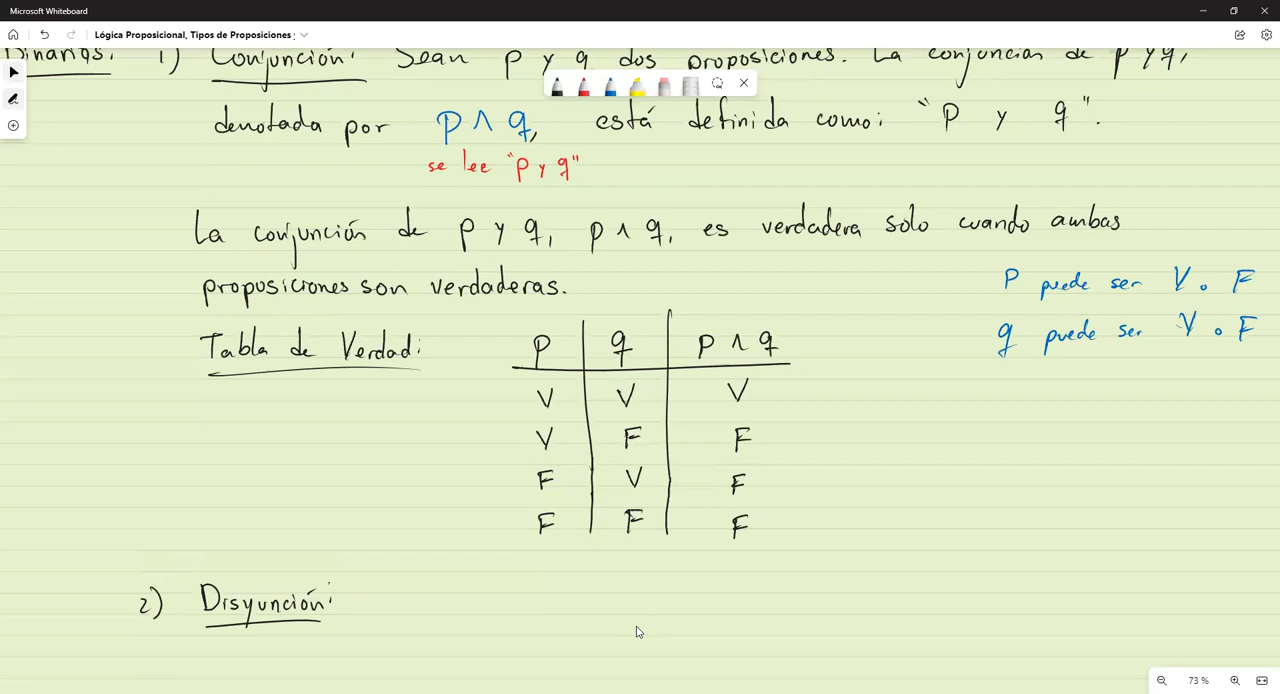 Microsoft Whiteboard
Lógica Proposicional, Tipos de Proposiciones
Binarios: 1) Conjunción: Sean p y q dos proposiciones. La conjunción de p y q,
denotada por p ∧ q, está definida como: "p y q".
se lee "p y q"
La conjunción de p y q, p ∧ q, es verdadera solo cuando ambas
proposiciones son verdaderas.
p puede ser V o F
q puede ser V o F
Tabla de Verdad: p q p ∧ q
V V V
V F F
F V F
F F F
2) Disyunción:
73 %